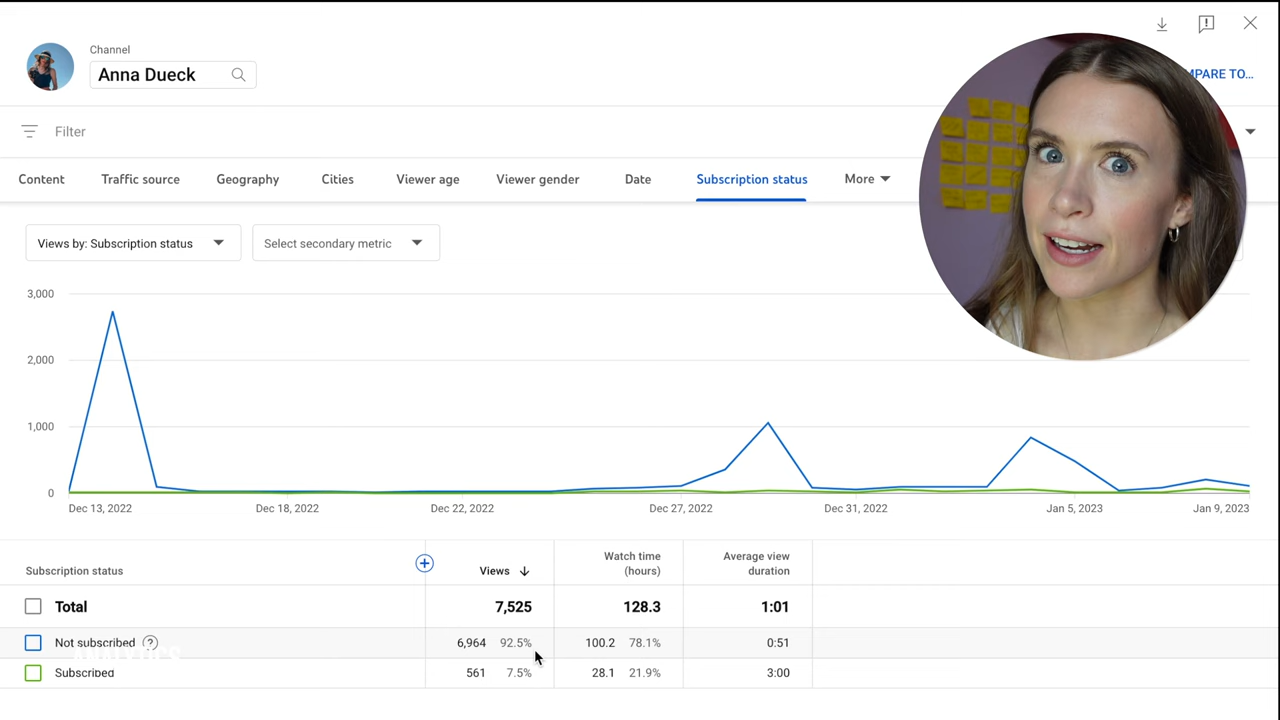 Channel
Anna Dueck
MPARE TO...
Filter
Content Traffic source Geography Cities Viewer age Viewer gender Date Subscription status More
Views by: Subscription status Select secondary metric
3,000
2,000
1,000
0
Dec 13, 2022 Dec 18, 2022 Dec 22, 2022 Dec 27, 2022 Dec 31, 2022 Jan 5, 2023 Jan 9, 2023
Subscription status Views Watch time (hours) Average view duration
Total 7,525 128.3 1:01
Not subscribed 6,964 92.5% 100.2 78.1% 0:51
ANALYTICS
Subscribed 561 7.5% 28.1 21.9% 3:00